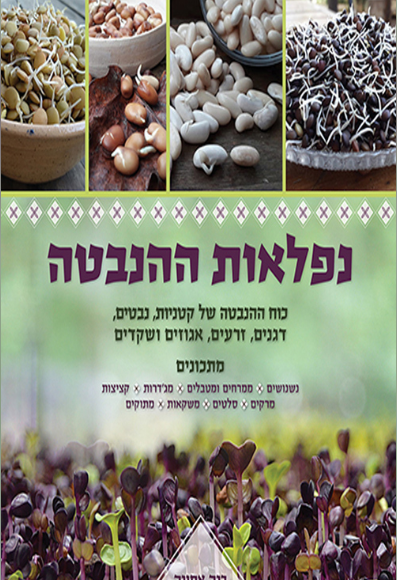 נפלאות ההנבטה
כוח ההנבטה של קטניות, נבטים,
דגנים, זרעים, אגוזים ושקדים
מתכונים
נשנושים × ממרחים ומטבלים × מג׳דרות × קציצות
מרקים × סלטים × משקאות × מתוקים